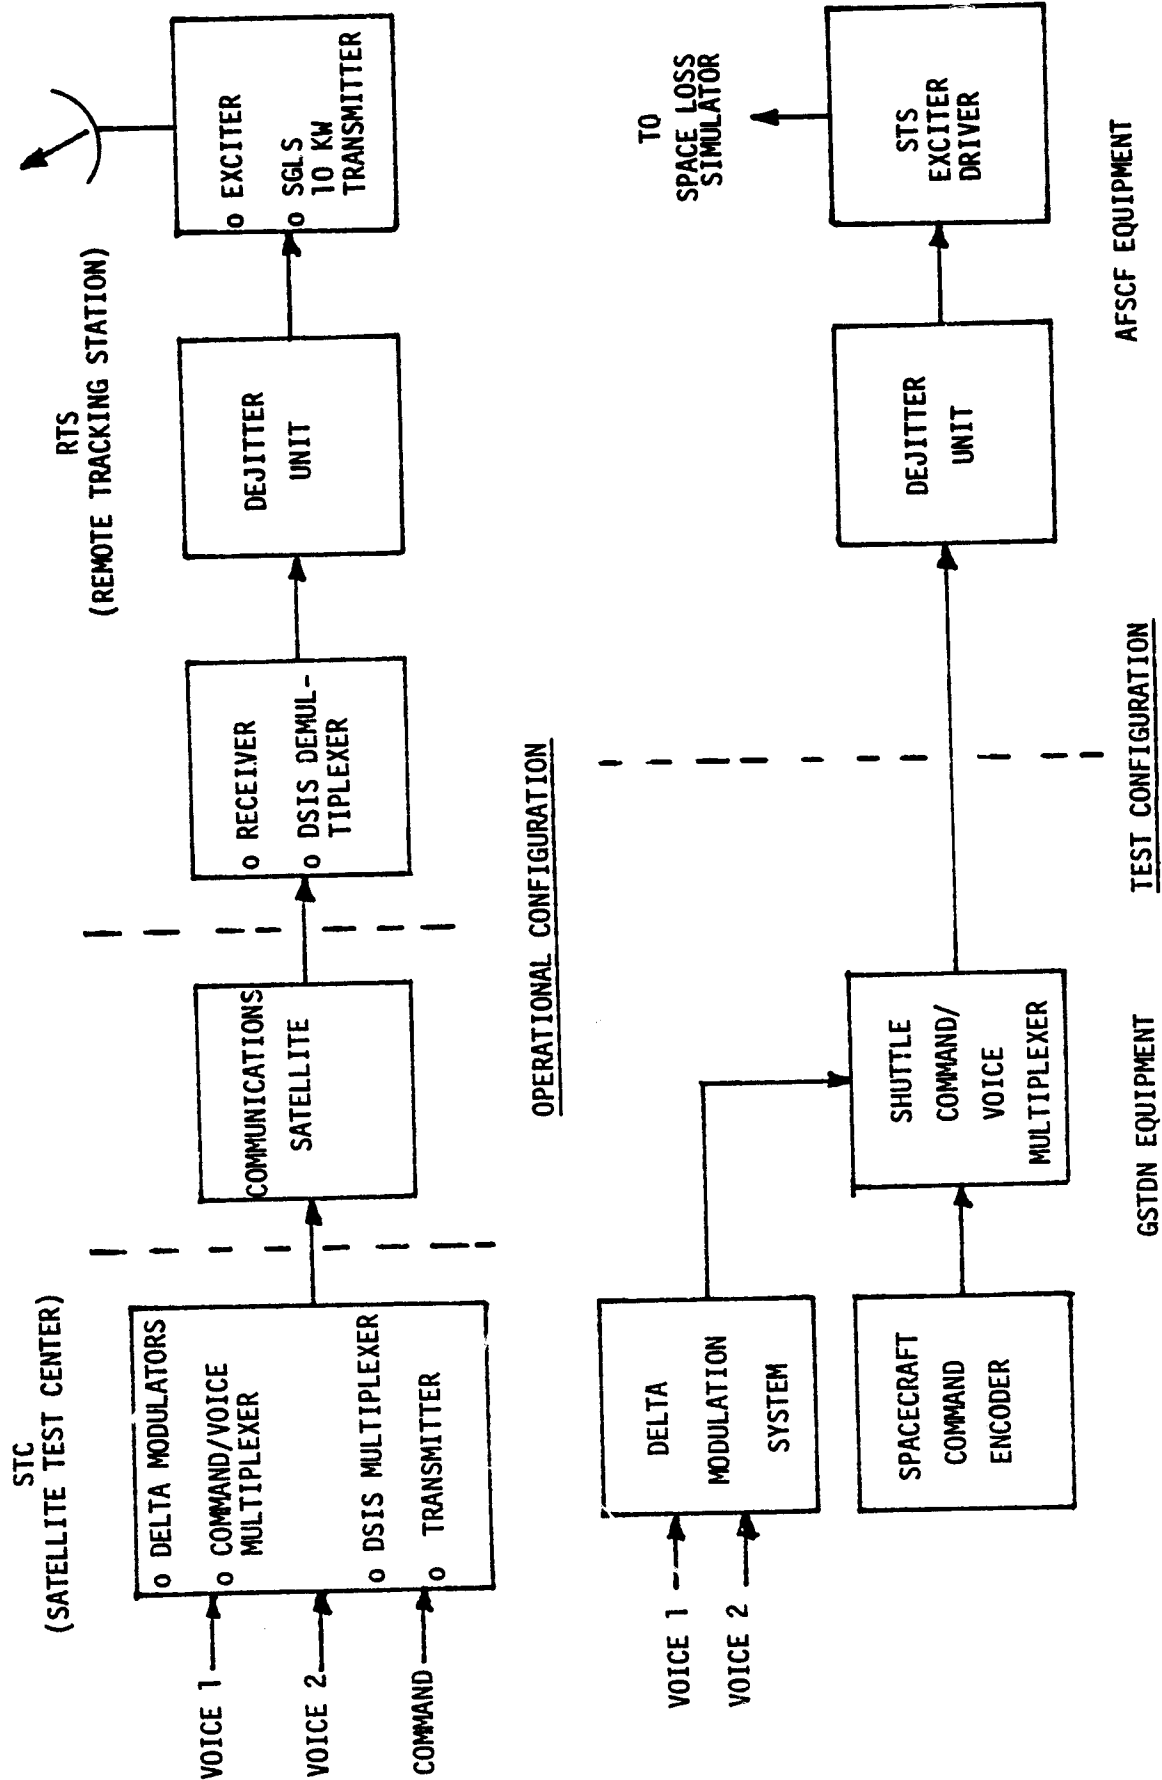 STC
(SATELLITE TEST CENTER)
VOICE 1
VOICE 2
COMMAND
o DELTA MODULATORS
o COMMAND/VOICE
MULTIPLEXER
o DSIS MULTIPLEXER
o TRANSMITTER
COMMUNICATIONS
SATELLITE
RTS
(REMOTE TRACKING STATION)
o RECEIVER
o DSIS DEMUL-
TIPLEXER
DEJITTER
UNIT
o EXCITER
o SGLS
10 KW
TRANSMITTER
OPERATIONAL CONFIGURATION
VOICE 1
VOICE 2
DELTA
MODULATION
SYSTEM
SPACECRAFT
COMMAND
ENCODER
SHUTTLE
COMMAND/
VOICE
MULTIPLEXER
DEJITTER
UNIT
STS
EXCITER
DRIVER
TO
SPACE LOSS
SIMULATOR
GSTDN EQUIPMENT
AFSCF EQUIPMENT
TEST CONFIGURATION